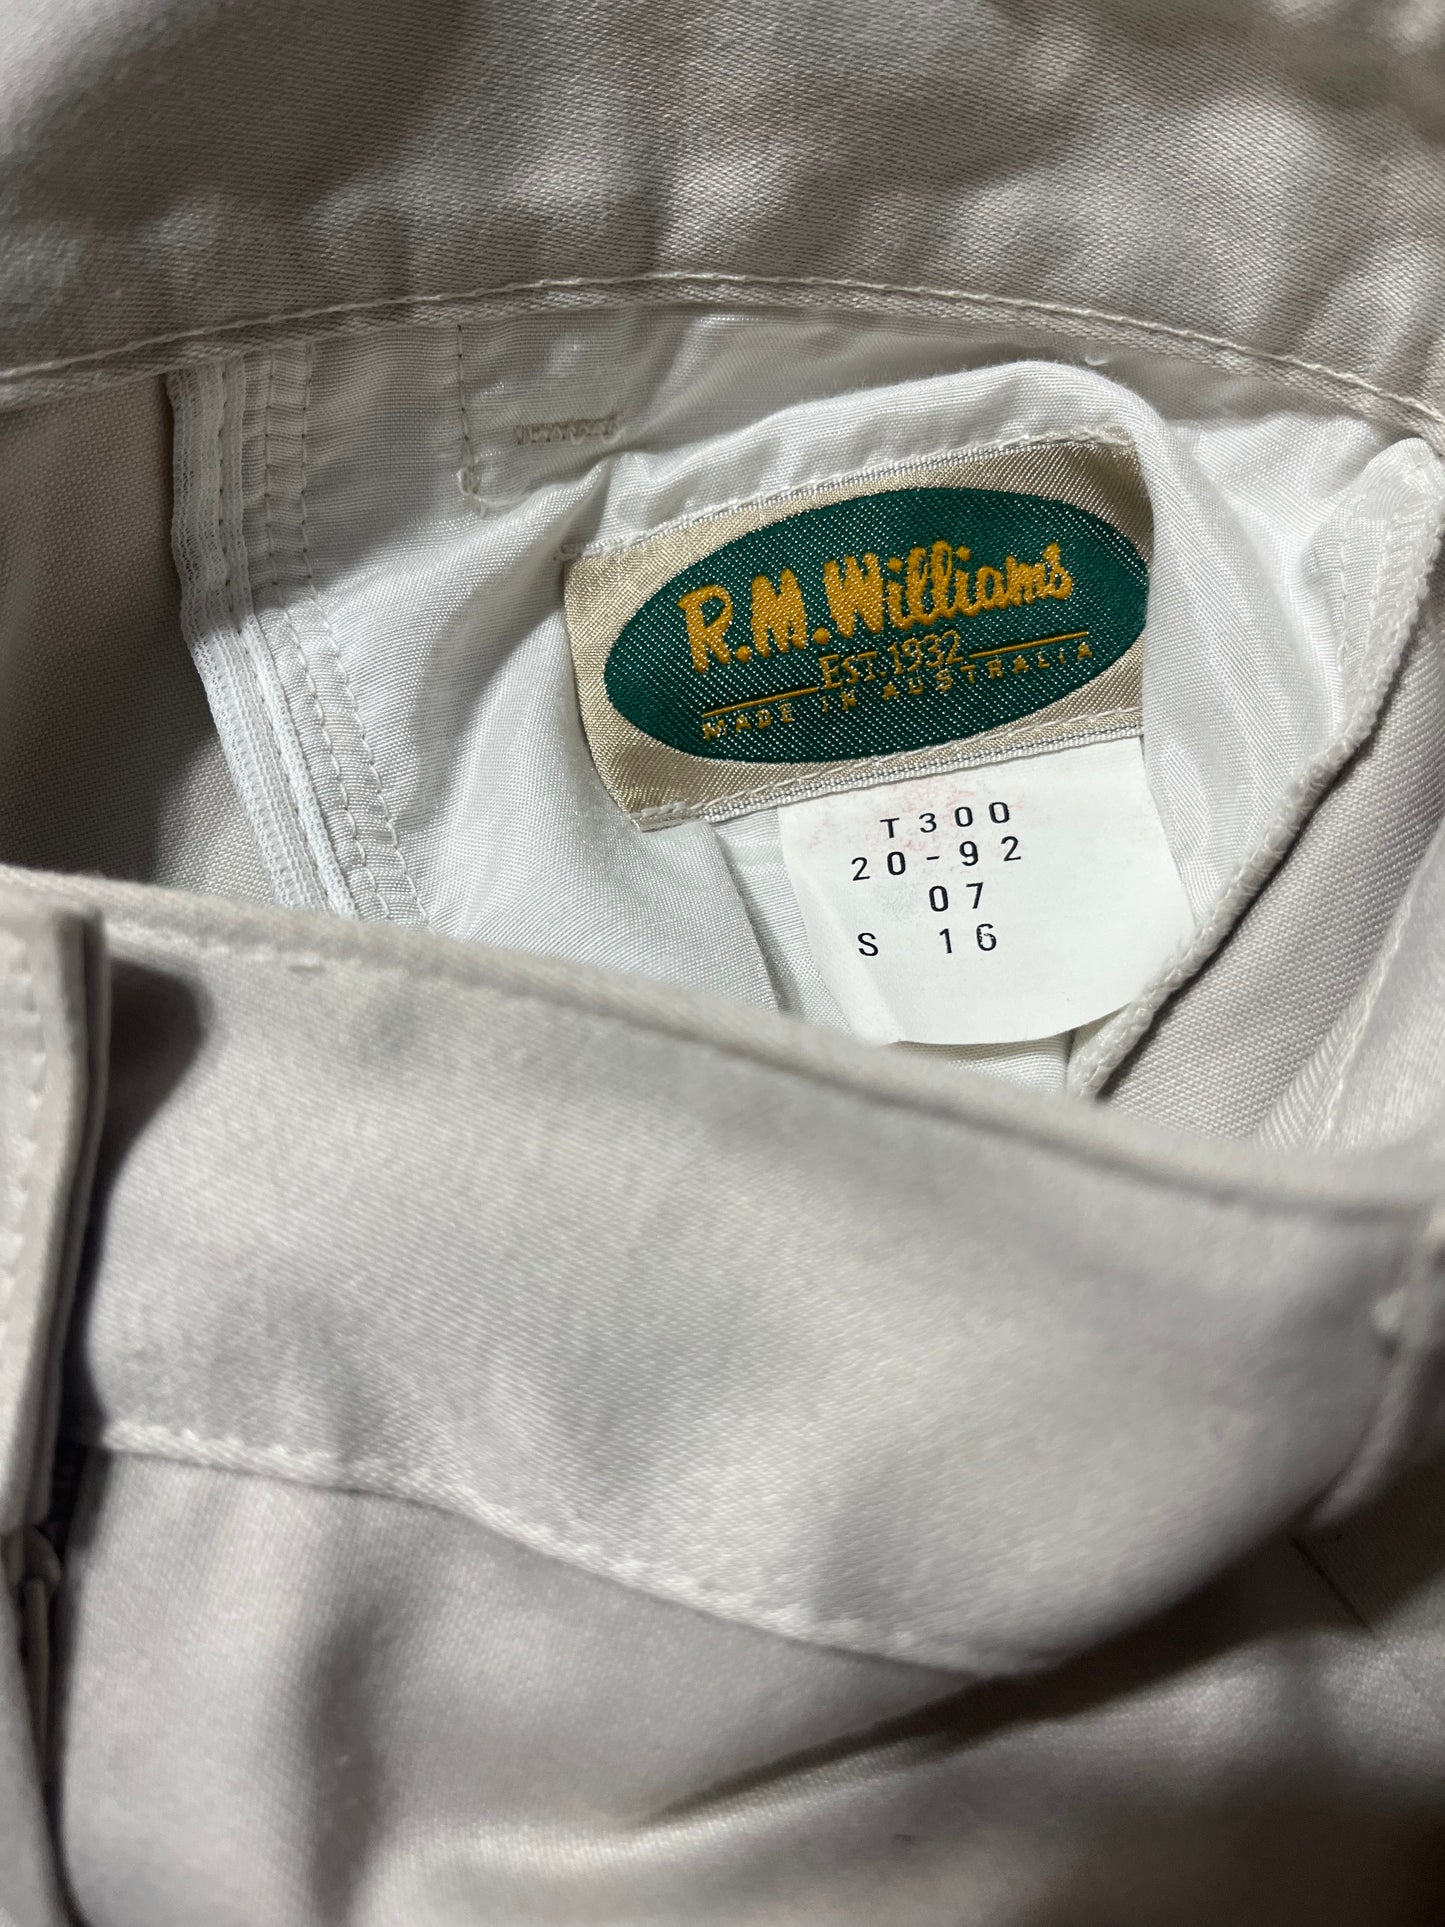 R.M.Williams
EST.1932
MADE IN AUSTRALIA
T300
20-92
07
S 16